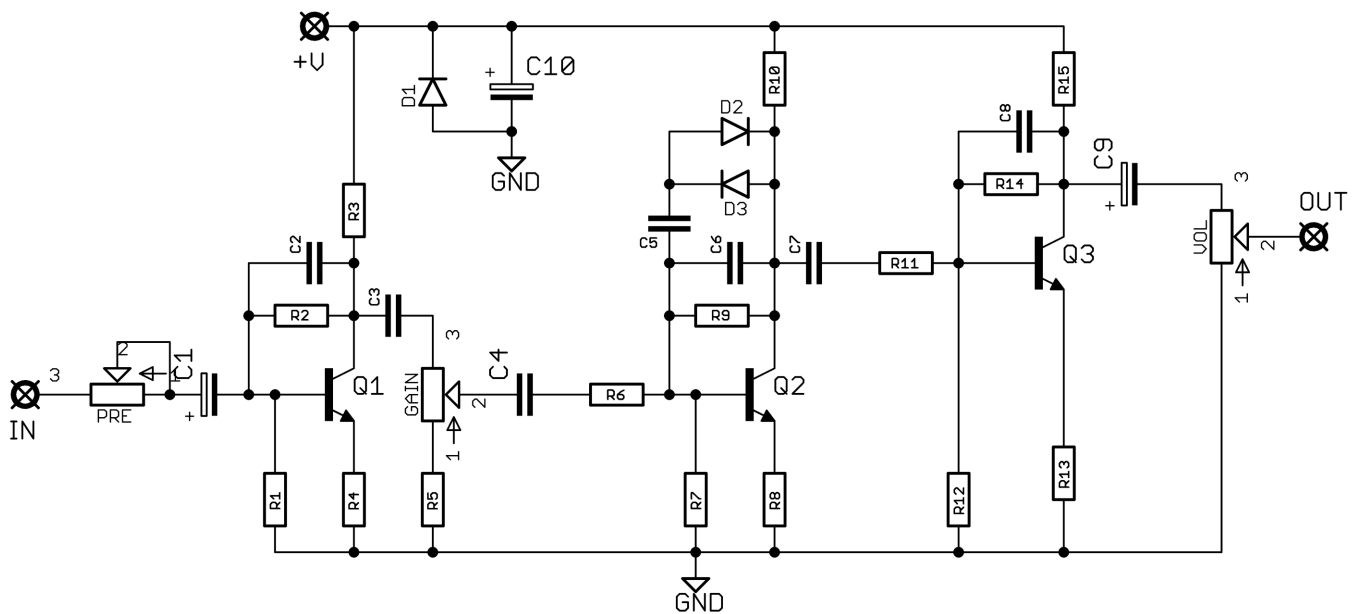 +V
D1
+
C10
GND
R3
C2
C3
R2
3
PRE
2
1
C1
+
IN
Q1
R1
R4
GAIN
3
2
1
R5
C4
R6
D2
D3
C5
C6
R9
R10
C7
Q2
R7
R8
GND
R11
C8
R14
R15
Q3
R12
R13
C9
+
VOL
3
2
1
OUT